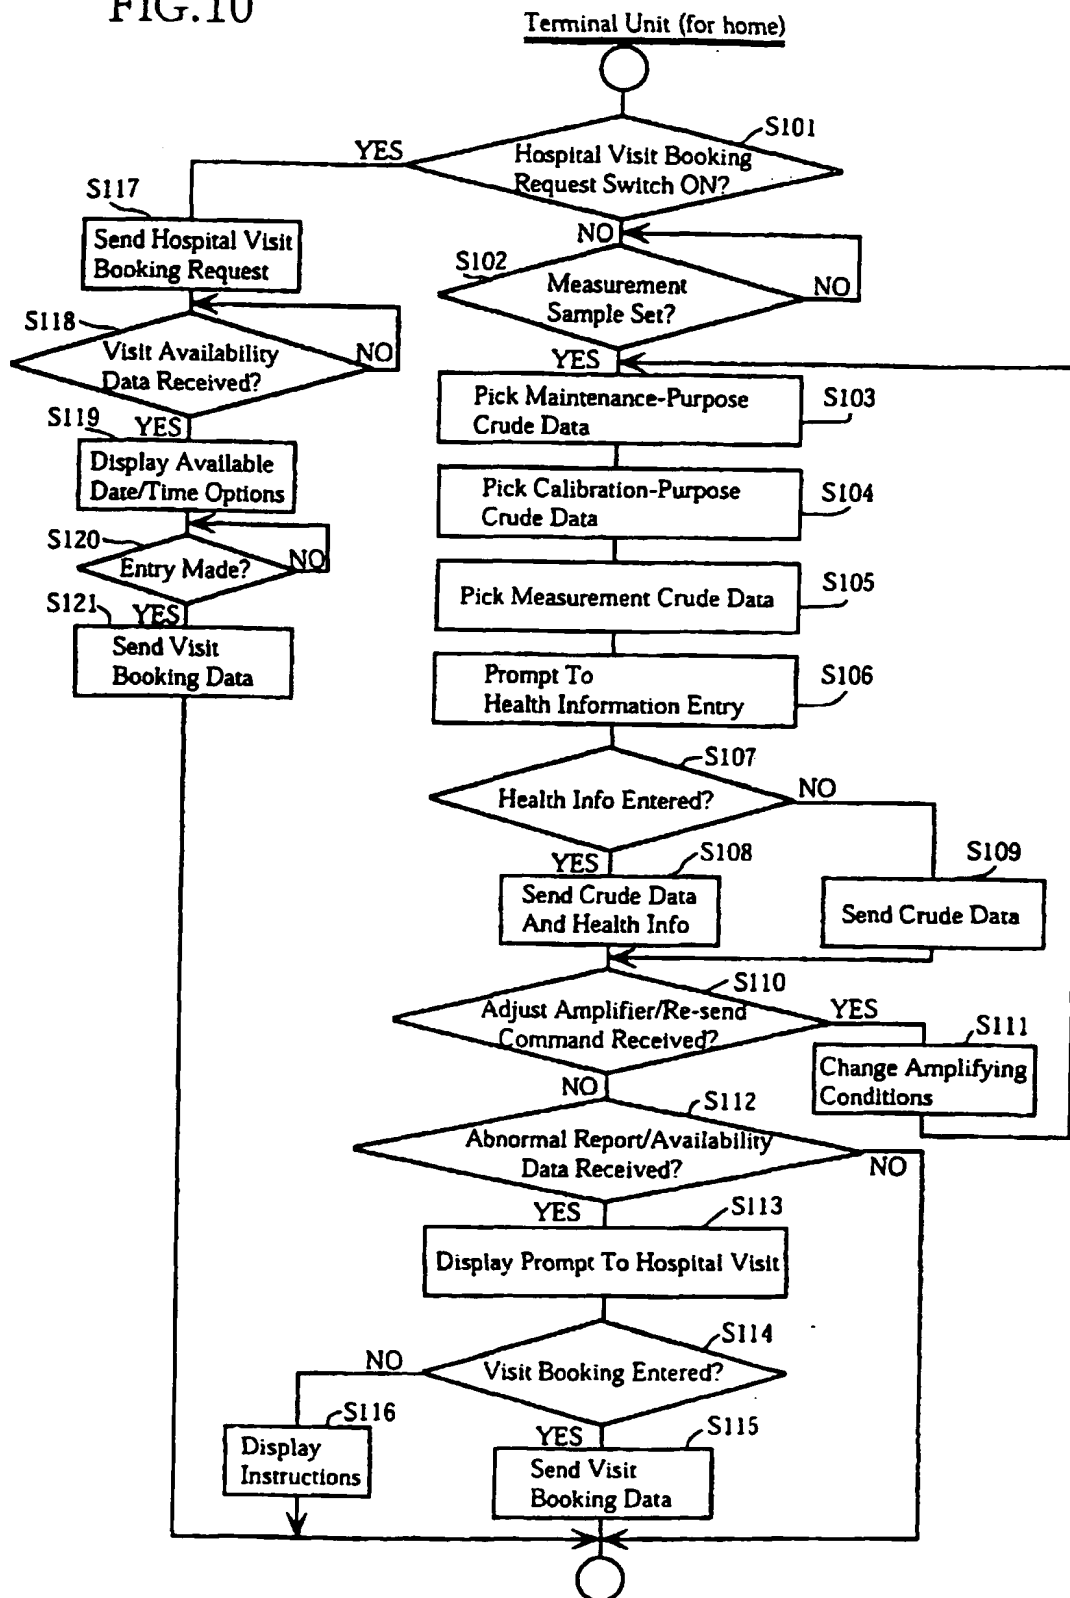 FIG.10
Terminal Unit (for home)
S101
YES
Hospital Visit Booking
Request Switch ON?
S117
Send Hospital Visit
Booking Request
NO
S102
Measurement
Sample Set?
NO
S118
Visit Availability
Data Received?
NO
YES
Pick Maintenance-Purpose
Crude Data
S103
S119
YES
Display Available
Date/Time Options
Pick Calibration-Purpose
Crude Data
S104
S120
Entry Made?
NO
Pick Measurement Crude Data
S105
S121
YES
Send Visit
Booking Data
Prompt To
Health Information Entry
S106
S107
Health Info Entered?
NO
YES
S108
S109
Send Crude Data
And Health Info
Send Crude Data
S110
Adjust Amplifier/Re-send
Command Received?
YES
S111
Change Amplifying
Conditions
NO
S112
Abnormal Report/Availability
Data Received?
NO
YES
S113
Display Prompt To Hospital Visit
S114
NO
Visit Booking Entered?
S116
Display
Instructions
YES
S115
Send Visit
Booking Data